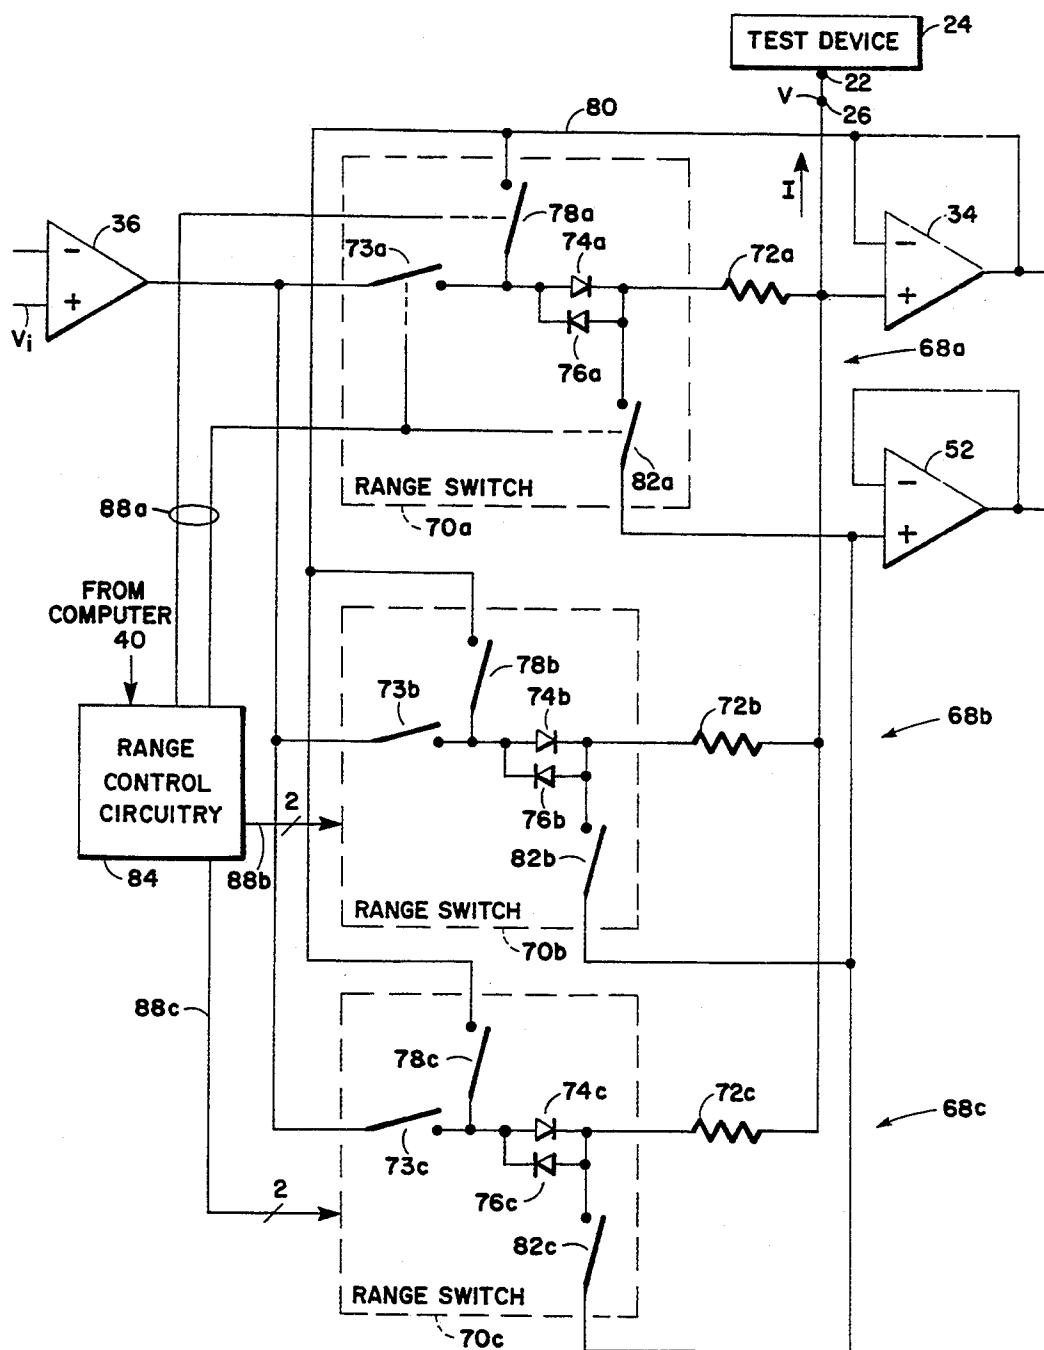 TEST DEVICE
24
22
V
26
80
I
36
34
78a
73a
74a
72a
−
+
−
+
Vi
76a
68a
52
82a
RANGE SWITCH
−
+
88a
70a
FROM
COMPUTER
40
78b
73b
74b
72b
68b
RANGE
CONTROL
CIRCUITRY
2
76b
82b
84
88b
RANGE SWITCH
70b
88c
78c
74c
72c
68c
73c
2
76c
82c
RANGE SWITCH
70c